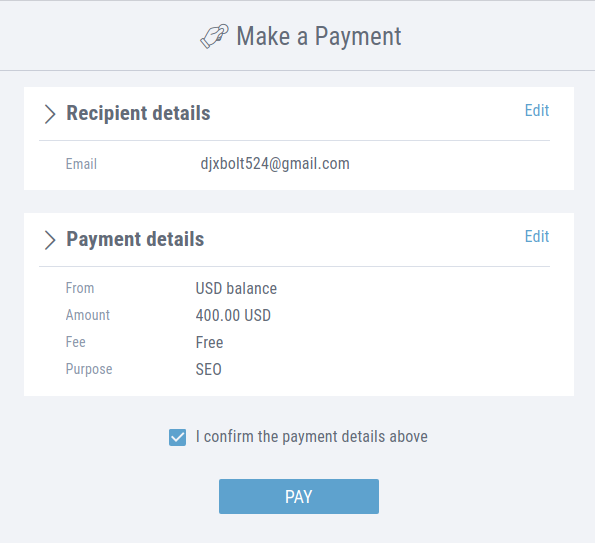 Make a Payment
Recipient details Edit
Email djxbolt524@gmail.com
Payment details Edit
From USD balance
Amount 400.00 USD
Fee Free
Purpose SEO
I confirm the payment details above
PAY